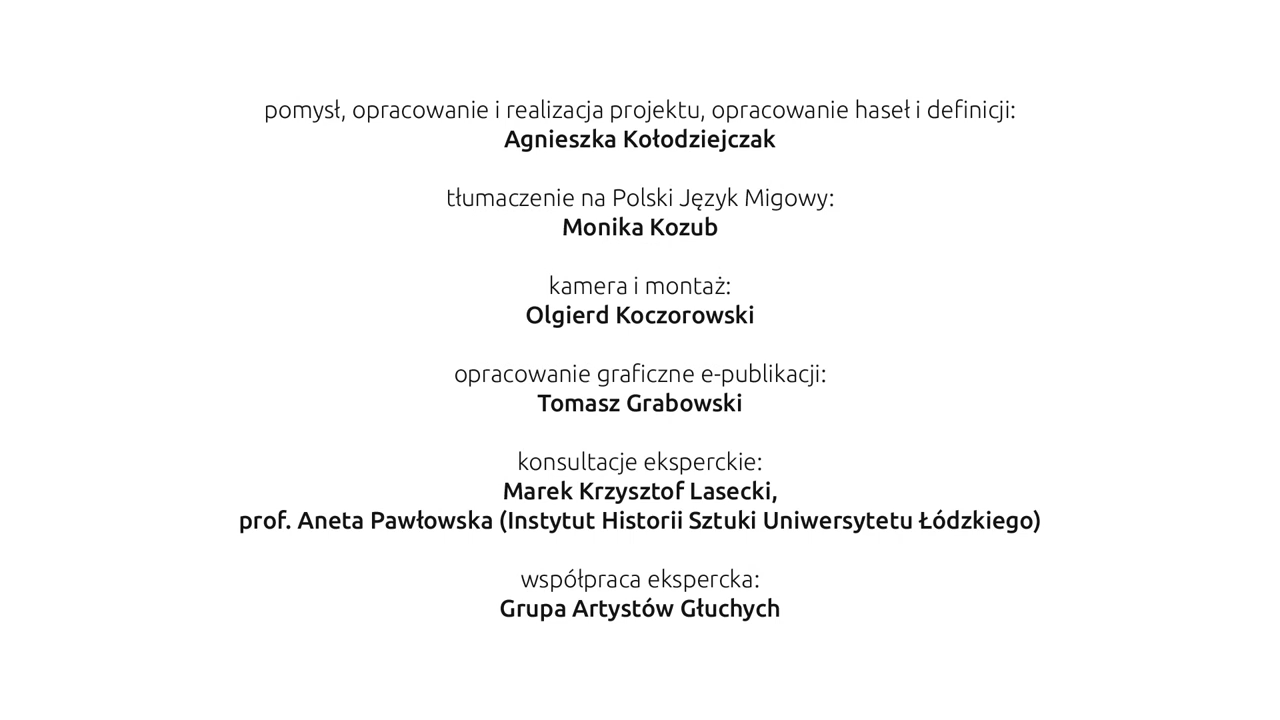 pomysł, opracowanie i realizacja projektu, opracowanie haseł i definicji:
Agnieszka Kołodziejczak
tłumaczenie na Polski Język Migowy:
Monika Kozub
kamera i montaż:
Olgierd Koczorowski
opracowanie graficzne e-publikacji:
Tomasz Grabowski
konsultacje eksperckie:
Marek Krzysztof Lasecki,
prof. Aneta Pawłowska (Instytut Historii Sztuki Uniwersytetu Łódzkiego)
współpraca ekspercka:
Grupa Artystów Głuchych